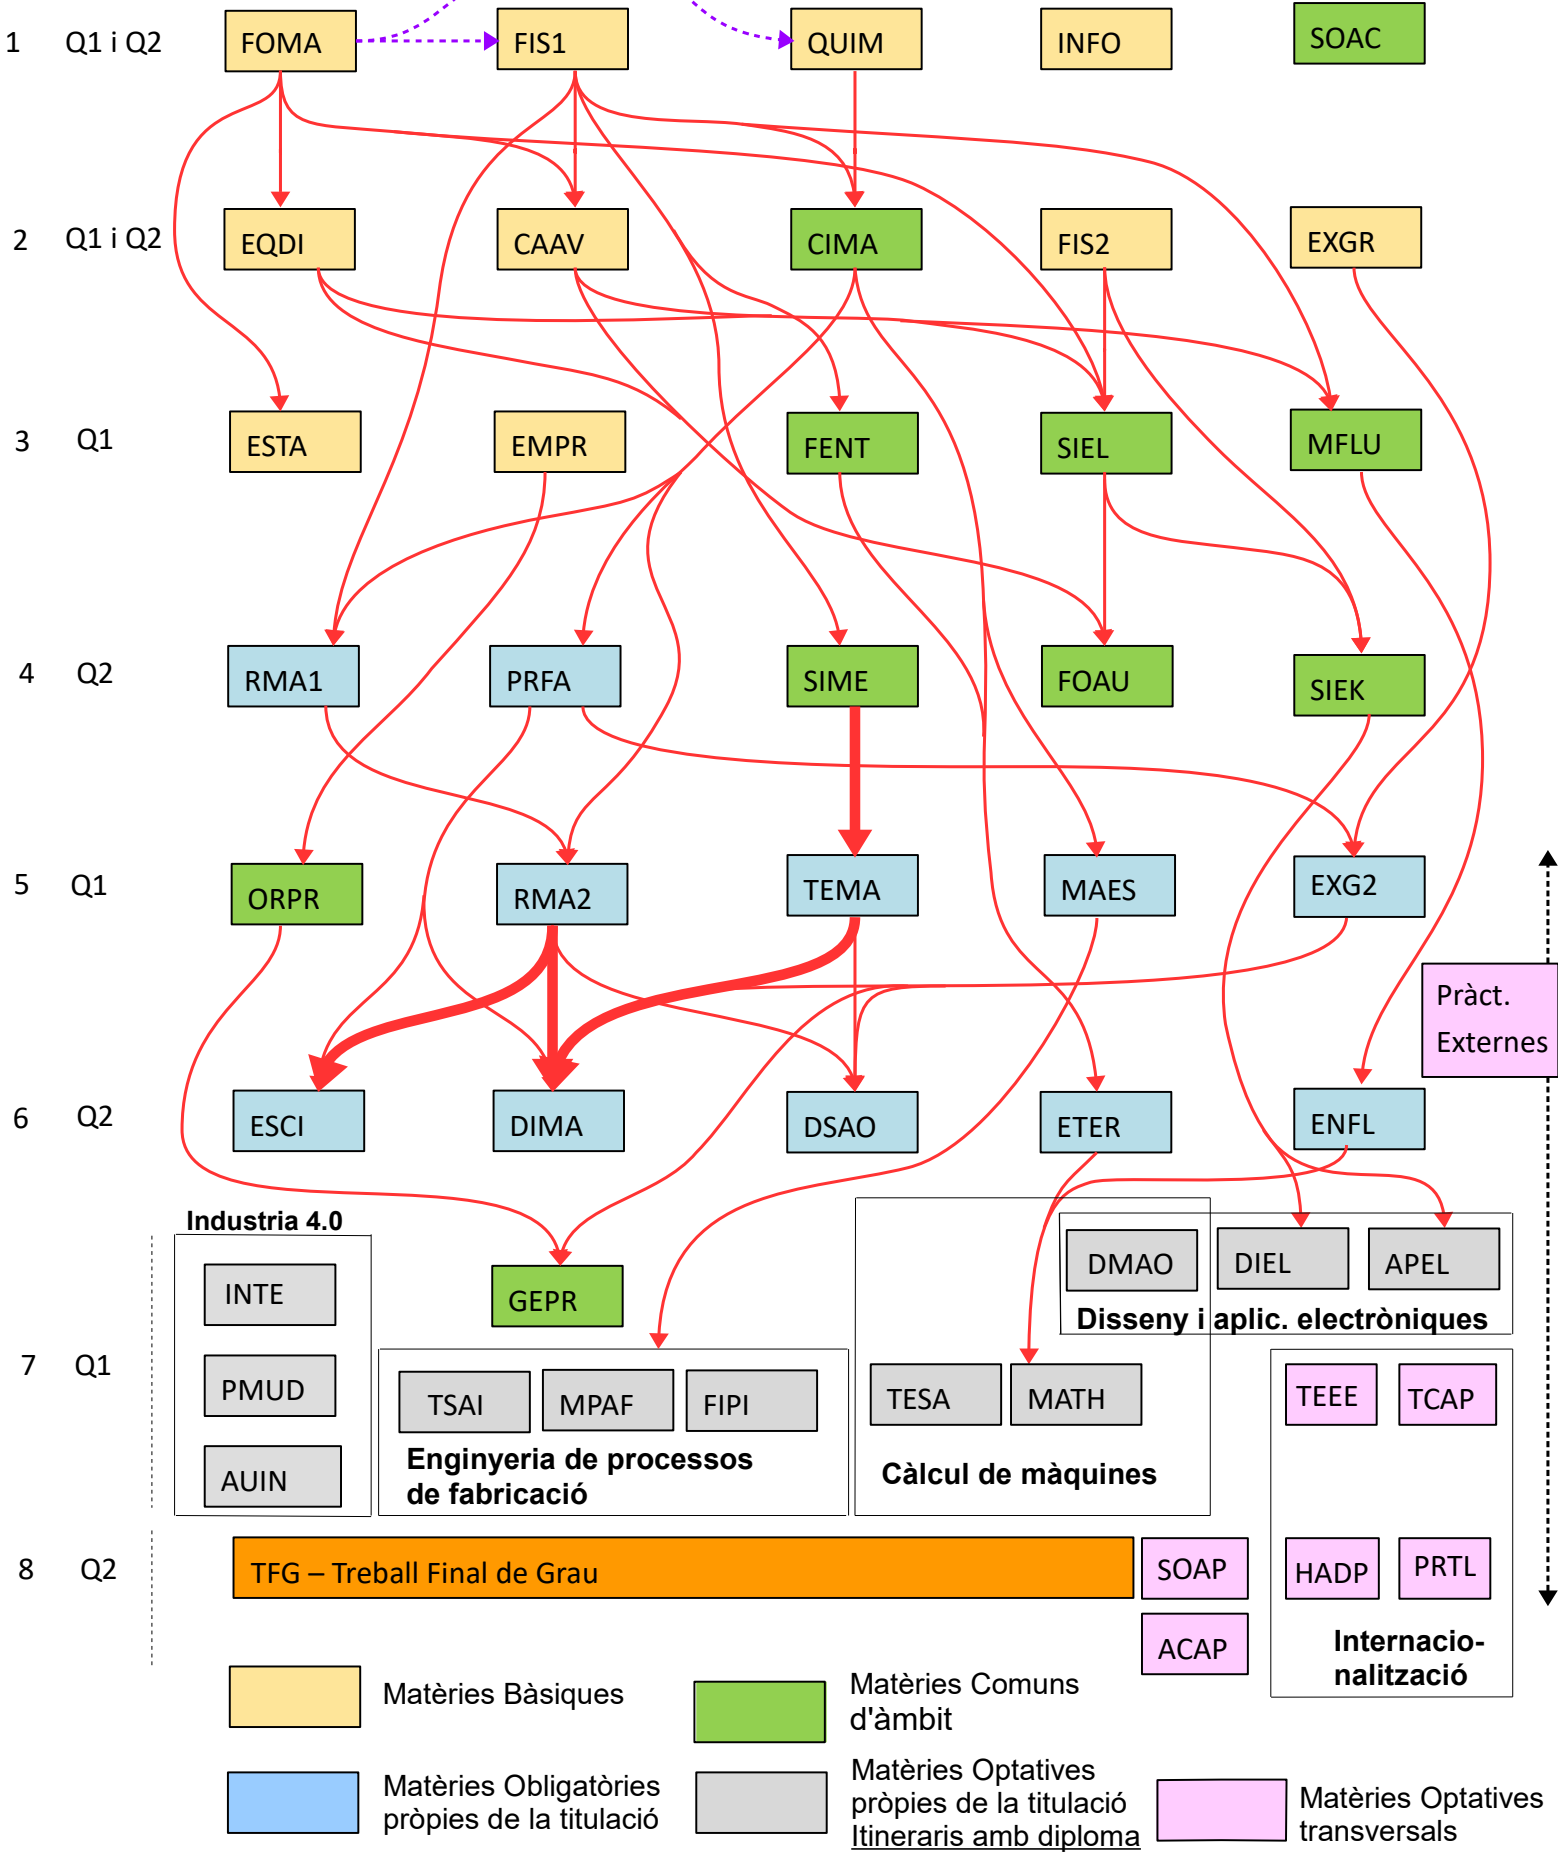 1 Q1 i Q2 FOMA FIS1 QUIM INFO SOAC
2 Q1 i Q2 EQDI CAAV CIMA FIS2 EXGR
3 Q1 ESTA EMPR FENT SIEL MFLU
4 Q2 RMA1 PRFA SIME FOAU SIEK
5 Q1 ORPR RMA2 TEMA MAES EXG2
Pràct.
Externes
6 Q2 ESCI DIMA DSAO ETER ENFL
Industria 4.0
INTE GEPR DMAO DIEL APEL
Disseny i aplic. electròniques
7 Q1 PMUD TSAI MPAF FIPI TESA MATH TEEE TCAP
AUIN
Enginyeria de processos
de fabricació
Càlcul de màquines
8 Q2 TFG – Treball Final de Grau SOAP HADP PRTL
ACAP
Internacio-
nalització
Matèries Bàsiques
Matèries Comuns
d'àmbit
Matèries Obligatòries
pròpies de la titulació
Matèries Optatives
pròpies de la titulació
Itineraris amb diploma
Matèries Optatives
transversals